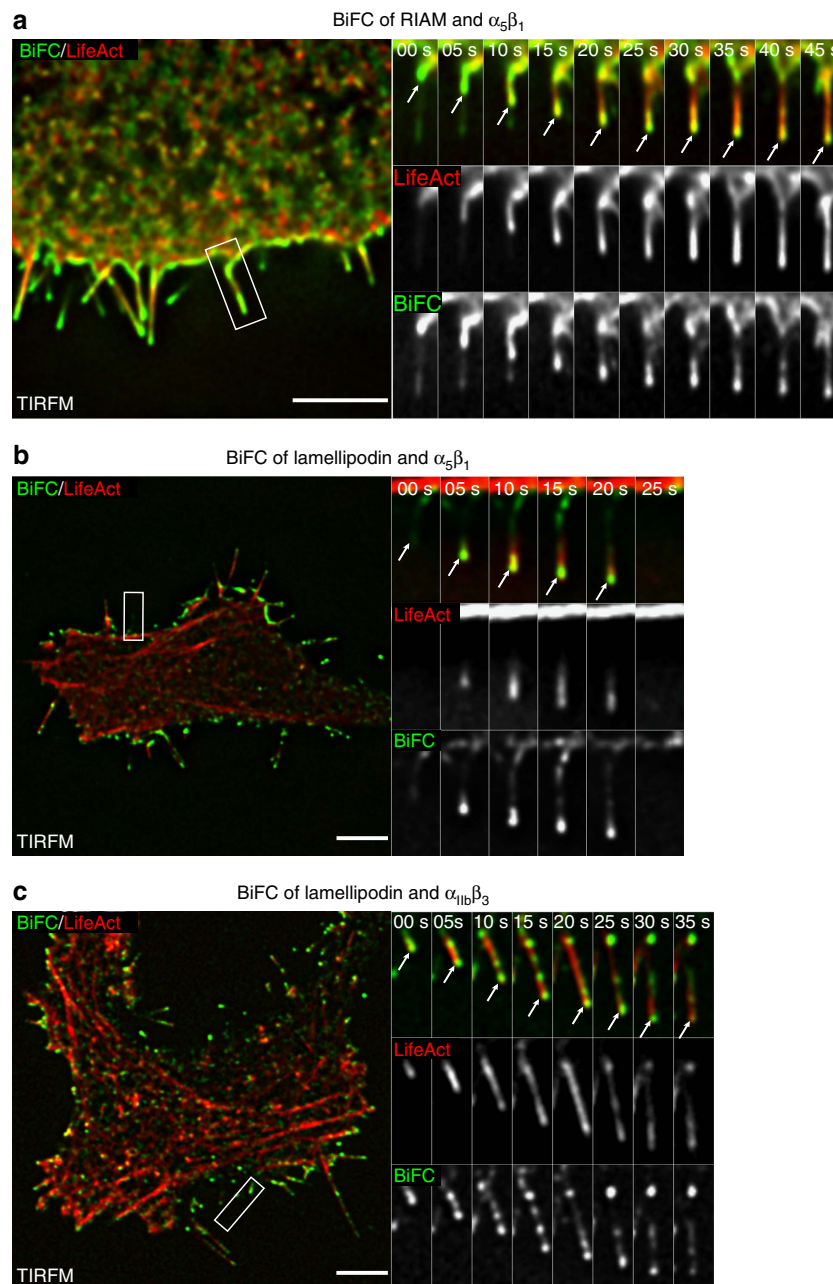 a
BiFC of RIAM and α5β1
BiFC/LifeAct
00 s 05 s 10 s 15 s 20 s 25 s 30 s 35 s 40 s 45 s
LifeAct
BiFC
TIRFM
b
BiFC of lamellipodin and α5β1
BiFC/LifeAct
00 s 05 s 10 s 15 s 20 s 25 s
LifeAct
BiFC
TIRFM
c
BiFC of lamellipodin and αIIbβ3
BiFC/LifeAct
00 s 05s 10 s 15 s 20 s 25 s 30 s 35 s
LifeAct
BiFC
TIRFM